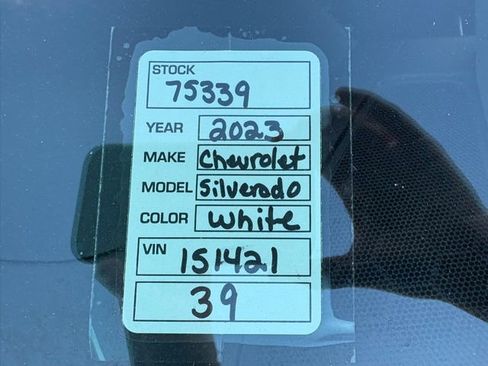 STOCK
75339
YEAR 2023
MAKE Chevrolet
MODEL Silverado
COLOR White
VIN 151421
39